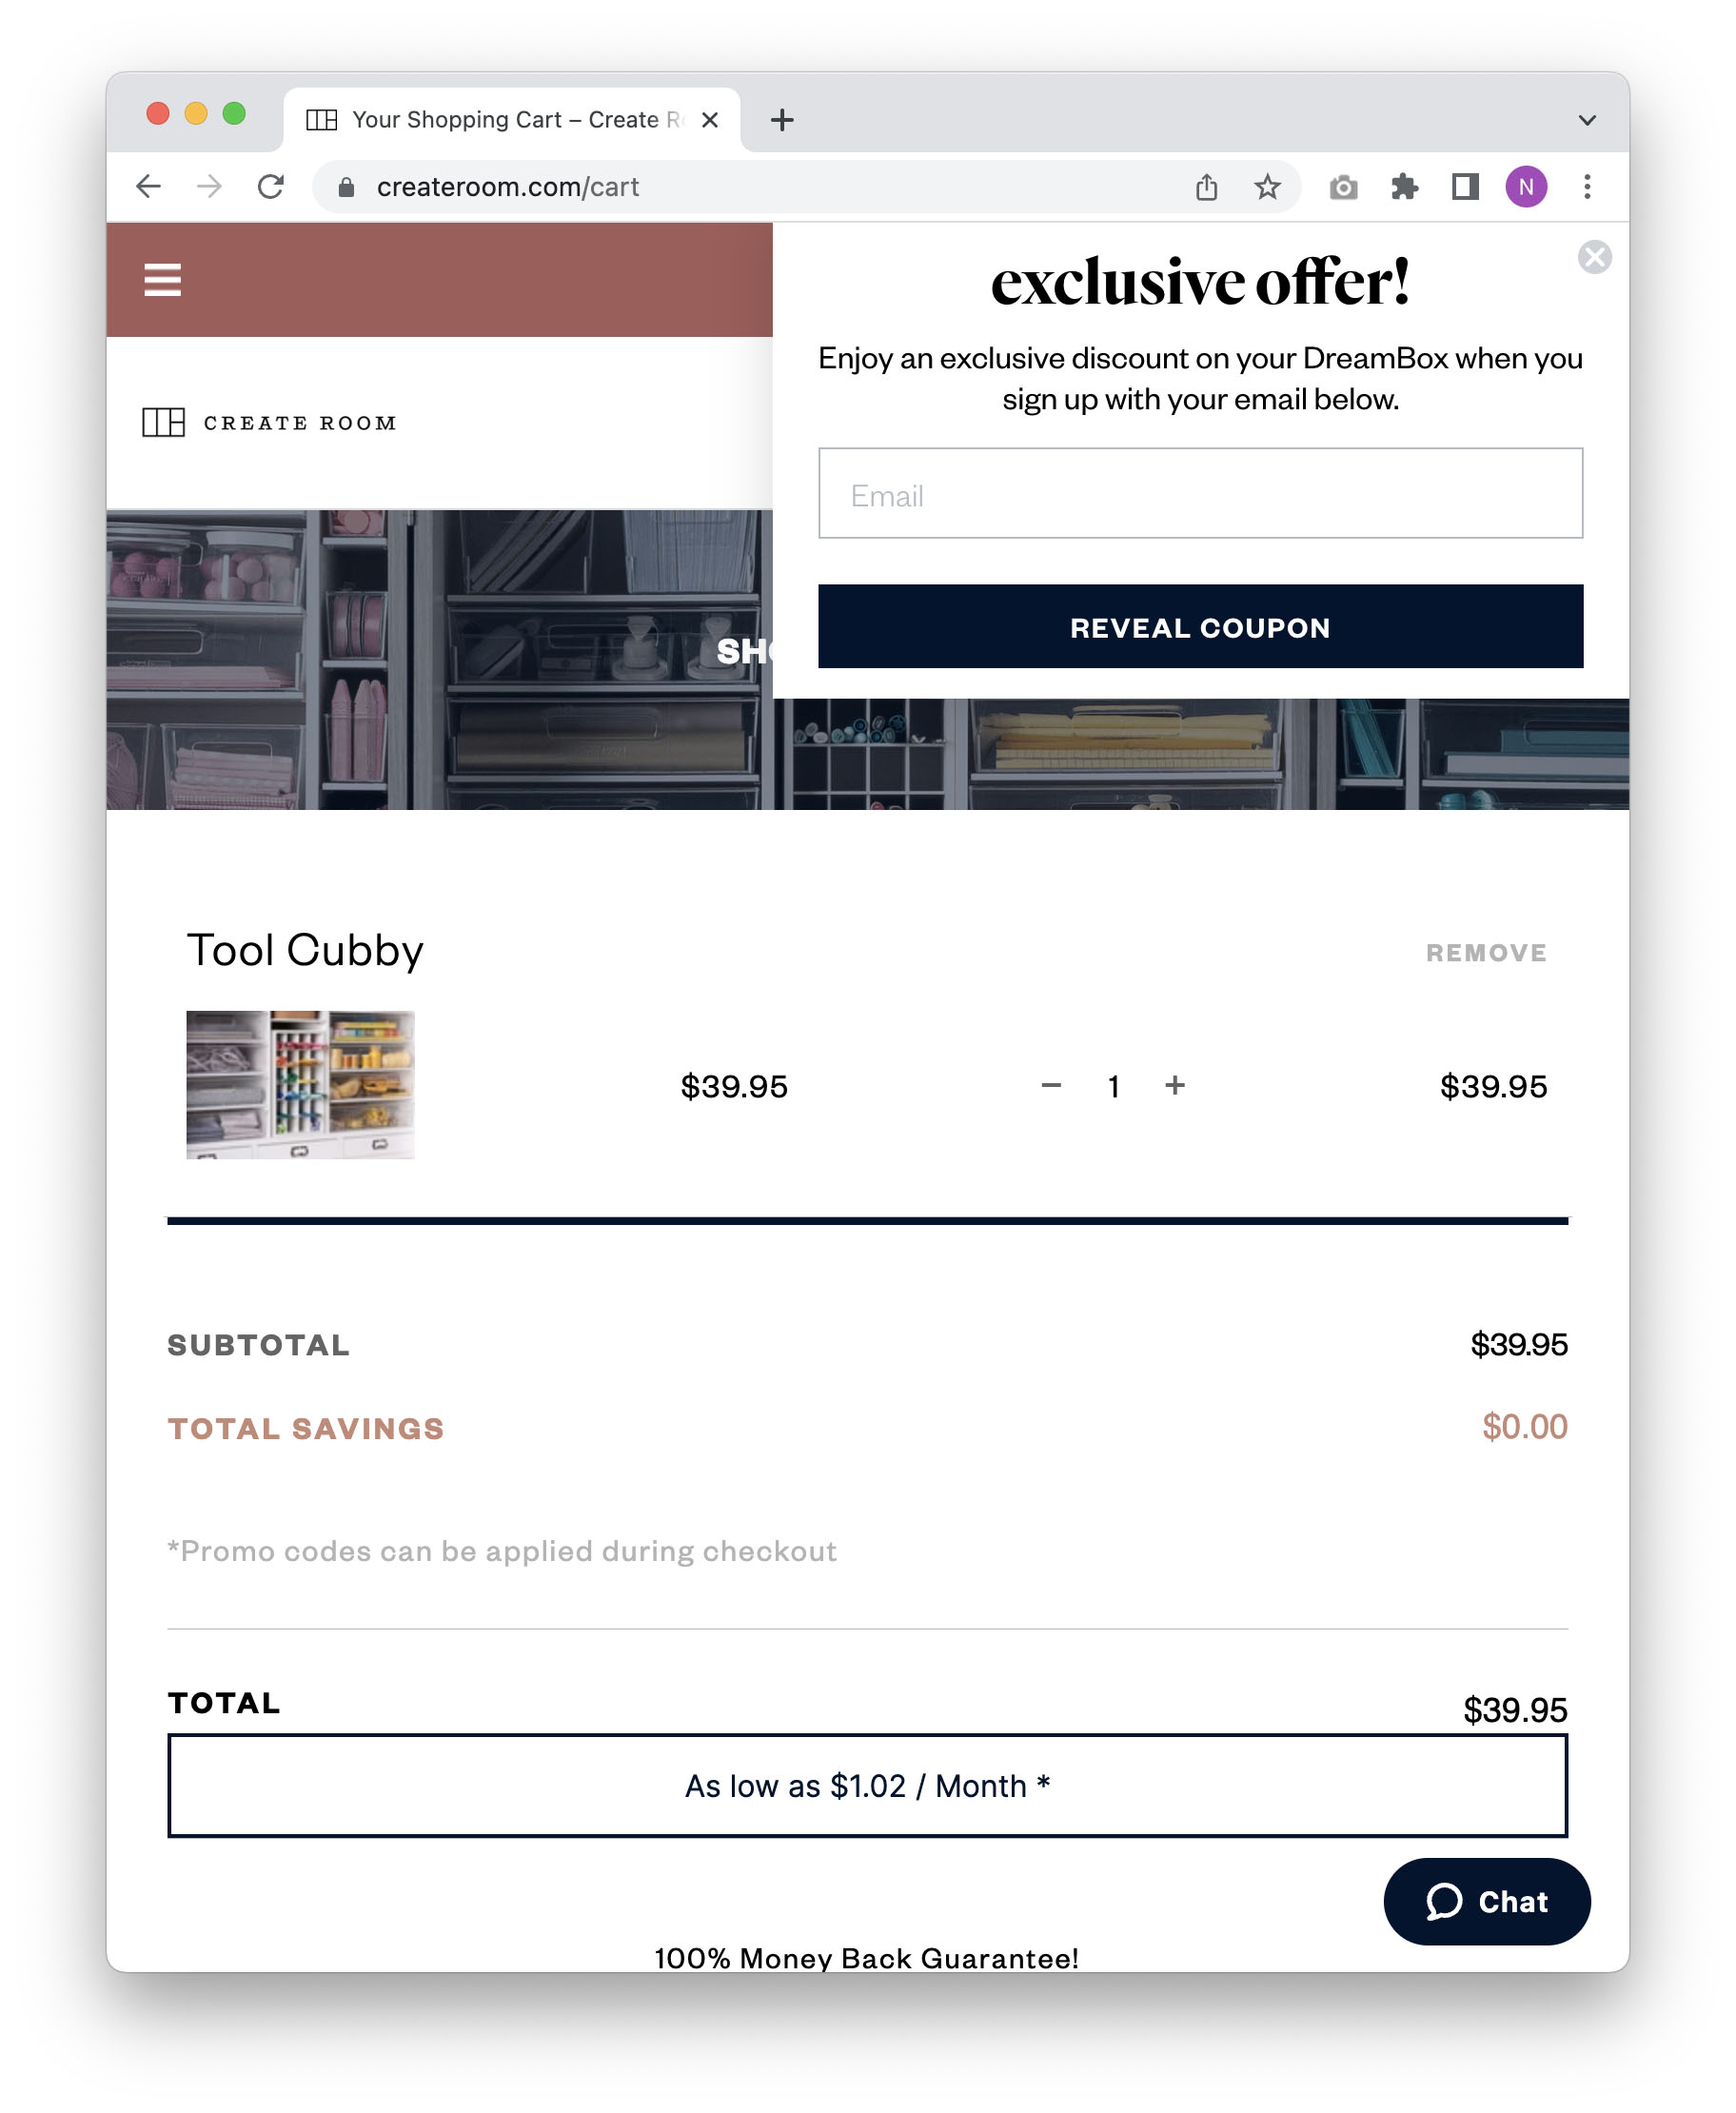 Your Shopping Cart – Create R
createroom.com/cart
N
exclusive offer!
Enjoy an exclusive discount on your DreamBox when you
sign up with your email below.
CREATE ROOM
Email
REVEAL COUPON
SH
Tool Cubby
REMOVE
$39.95 − 1 + $39.95
SUBTOTAL $39.95
TOTAL SAVINGS $0.00
*Promo codes can be applied during checkout
TOTAL $39.95
As low as $1.02 / Month *
Chat
100% Money Back Guarantee!